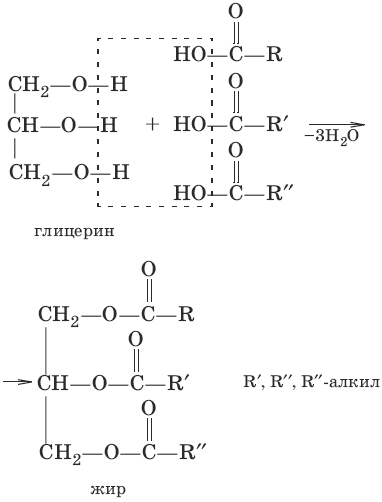 O
HO—C—R
CH₂—O—H
O
CH—O—H + HO—C—R′
−3H₂O
O
CH₂—O—H
HO—C—R″
глицерин
O
CH₂—O—C—R
O
CH—O—C—R′
R′, R″, R″-алкил
O
CH₂—O—C—R″
жир